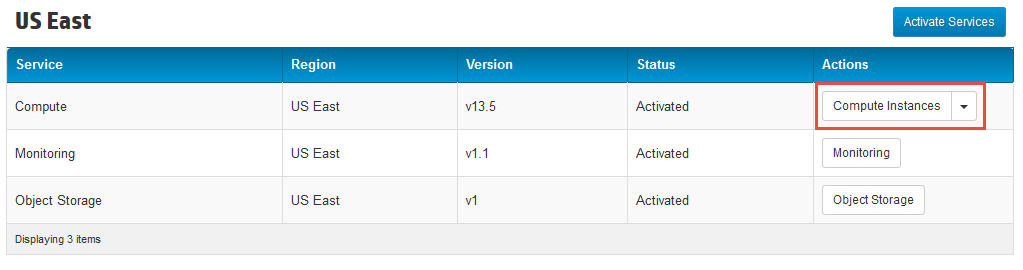 US East
Activate Services
Service Region Version Status Actions
Compute US East v13.5 Activated Compute Instances
Monitoring US East v1.1 Activated Monitoring
Object Storage US East v1 Activated Object Storage
Displaying 3 items